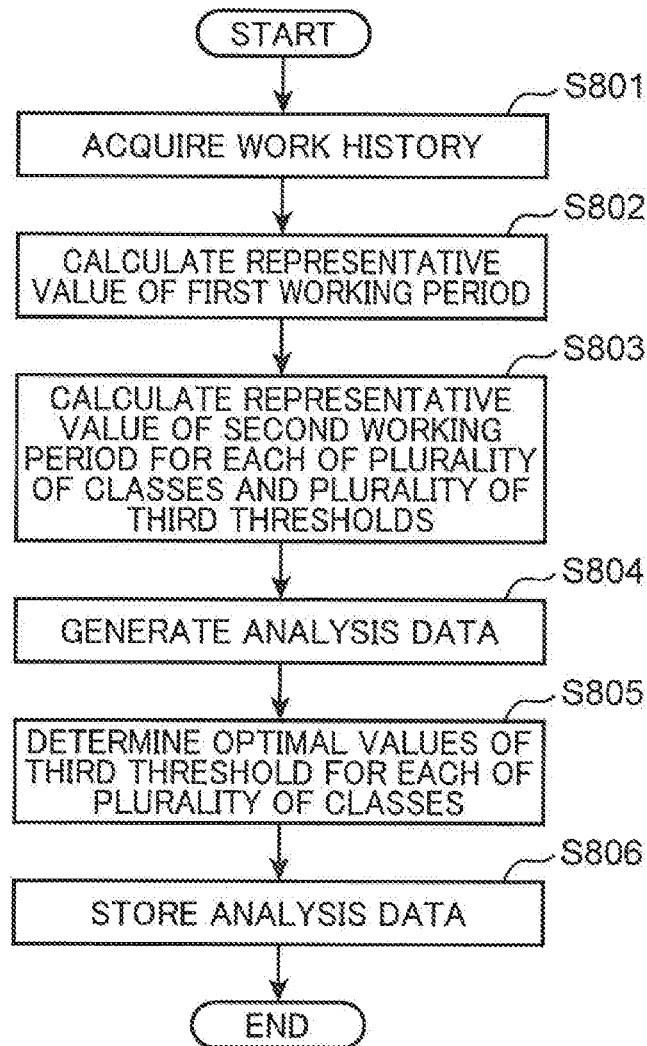 START
S801
ACQUIRE WORK HISTORY
S802
CALCULATE REPRESENTATIVE
VALUE OF FIRST WORKING PERIOD
S803
CALCULATE REPRESENTATIVE
VALUE OF SECOND WORKING
PERIOD FOR EACH OF PLURALITY
OF CLASSES AND PLURALITY OF
THIRD THRESHOLDS
S804
GENERATE ANALYSIS DATA
S805
DETERMINE OPTIMAL VALUES OF
THIRD THRESHOLD FOR EACH OF
PLURALITY OF CLASSES
S806
STORE ANALYSIS DATA
END